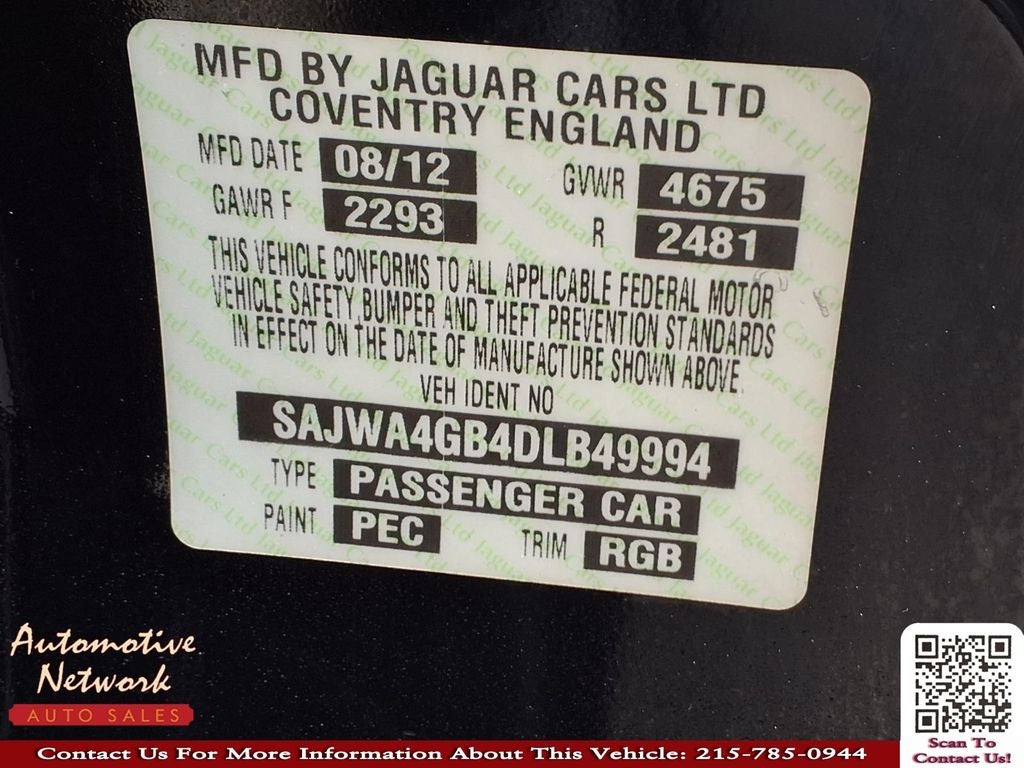 MFD BY JAGUAR CARS LTD
COVENTRY ENGLAND
MFD DATE 08/12 GVWR 4675
GAWR F 2293 R 2481
THIS VEHICLE CONFORMS TO ALL APPLICABLE FEDERAL MOTOR
VEHICLE SAFETY, BUMPER AND THEFT PREVENTION STANDARDS
IN EFFECT ON THE DATE OF MANUFACTURE SHOWN ABOVE.
VEH IDENT NO
SAJWA4GB4DLB49994
TYPE PASSENGER CAR
PAINT PEC TRIM RGB
Automotive
Network
AUTO SALES
Scan To
Contact Us!
Contact Us For More Information About This Vehicle: 215-785-0944